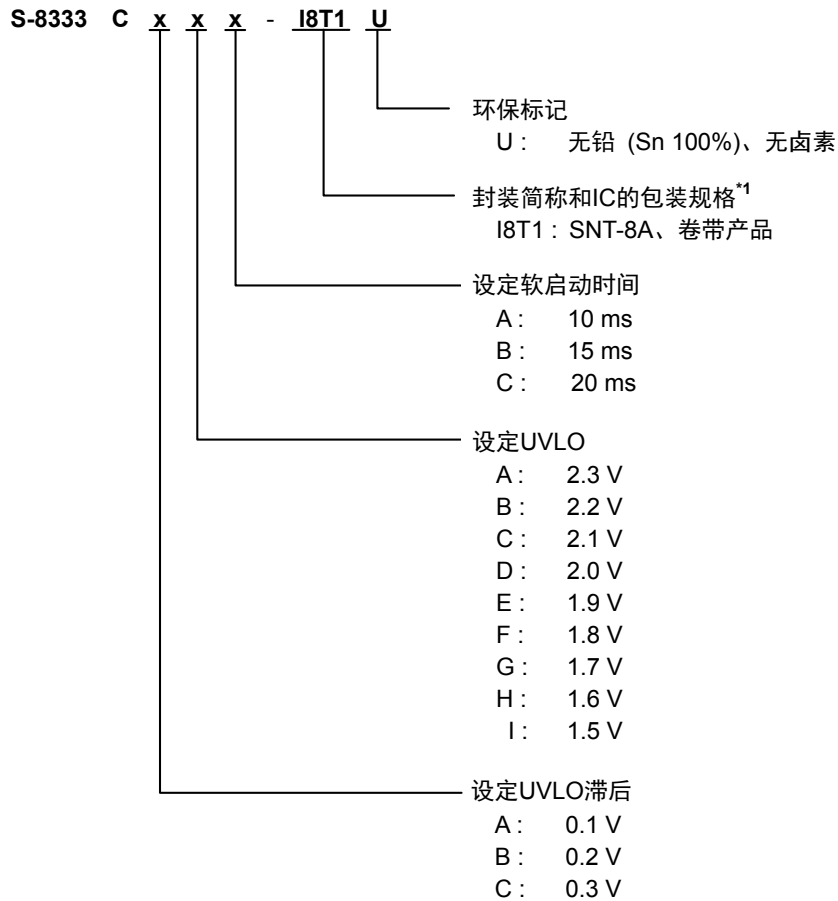 S-8333 C x x x - I8T1 U
环保标记
U : 无铅 (Sn 100%)、无卤素
封装简称和IC的包装规格*1
I8T1 : SNT-8A、卷带产品
设定软启动时间
A : 10 ms
B : 15 ms
C : 20 ms
设定UVLO
A : 2.3 V
B : 2.2 V
C : 2.1 V
D : 2.0 V
E : 1.9 V
F : 1.8 V
G : 1.7 V
H : 1.6 V
I : 1.5 V
设定UVLO滞后
A : 0.1 V
B : 0.2 V
C : 0.3 V